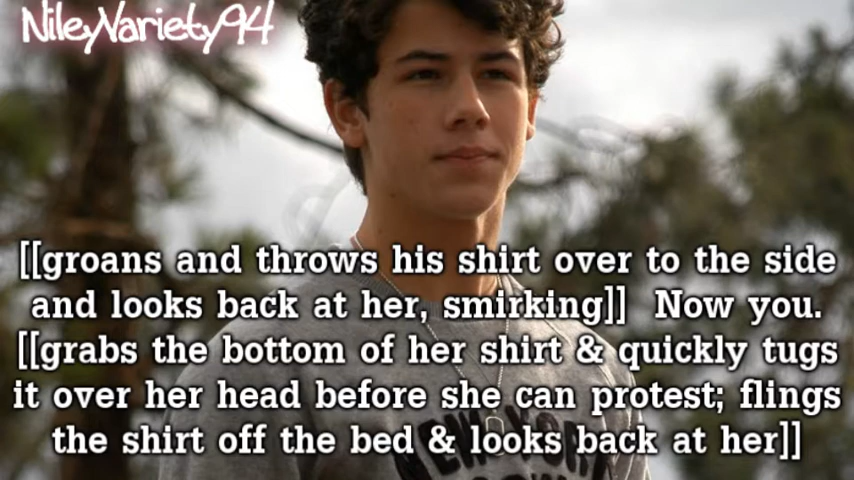 NileyVariety94
[[groans and throws his shirt over to the side
and looks back at her, smirking]]  Now you.
[[grabs the bottom of her shirt & quickly tugs
it over her head before she can protest; flings
the shirt off the bed & looks back at her]]
NEW YORK